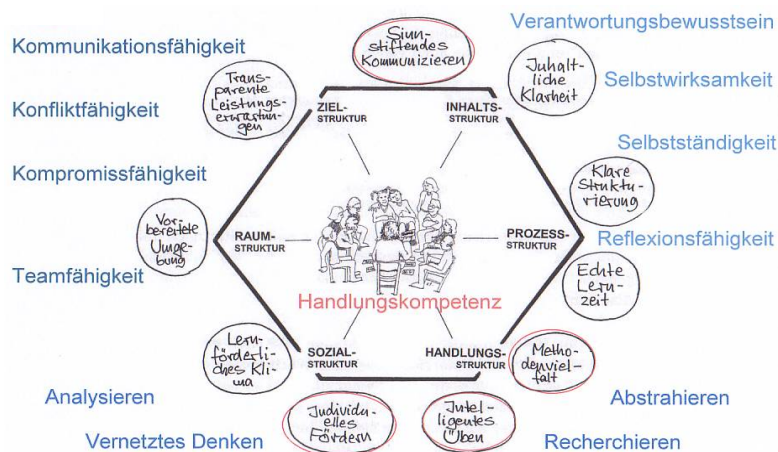 Verantwortungsbewusstsein
Sinn-
stiftendes
Kommunizieren
Kommunikationsfähigkeit
Inhalt-
liche
Klarheit
Selbstwirksamkeit
Trans-
parente
Leistungs-
erwartun-
gen
Konfliktfähigkeit
ZIEL-
STRUKTUR
INHALTS-
STRUKTUR
Selbstständigkeit
Kompromissfähigkeit
Klare
Struktu-
rierung
Vor-
bereitete
Umge-
bung
RAUM-
STRUKTUR
PROZESS-
STRUKTUR
Reflexionsfähigkeit
Teamfähigkeit
Echte
Lern-
zeit
Handlungskompetenz
Lern-
förderli-
ches Kli-
ma
SOZIAL-
STRUKTUR
HANDLUNGS-
STRUKTUR
Metho-
denviel-
falt
Analysieren
Abstrahieren
Individu-
elles
Fördern
Intel-
ligentes
Üben
Vernetztes Denken
Recherchieren